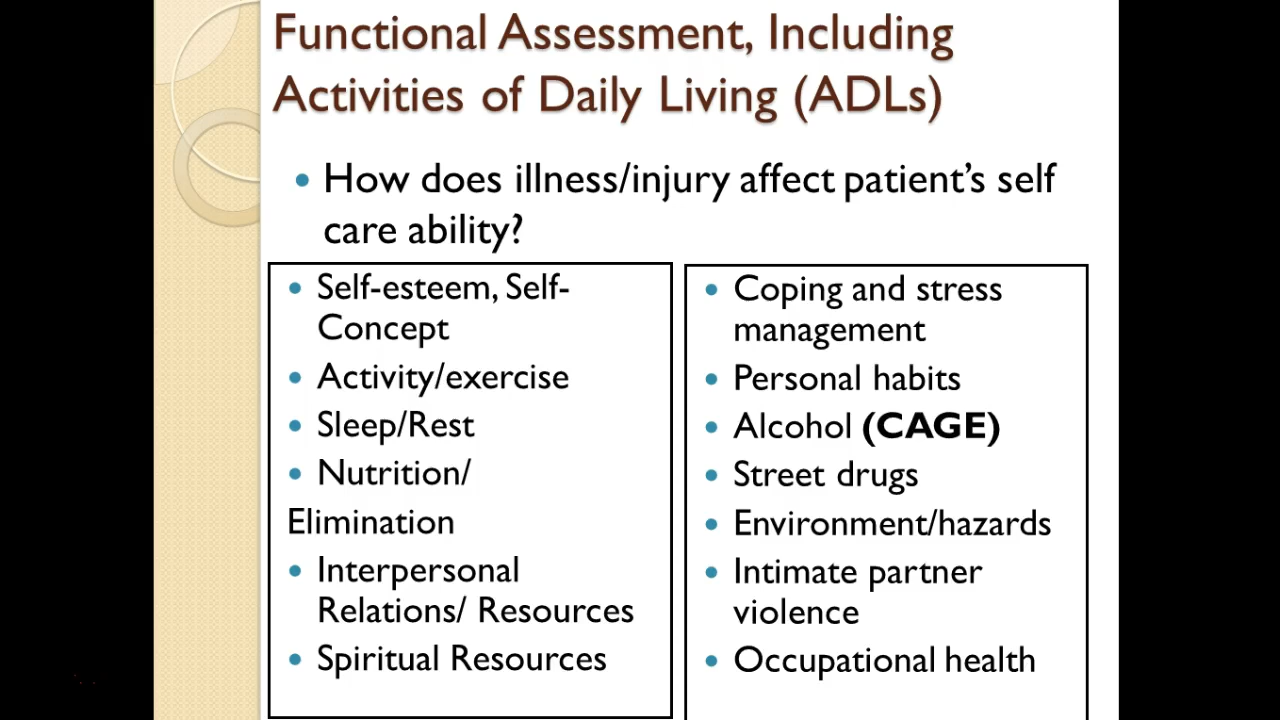 Functional Assessment, Including
Activities of Daily Living (ADLs)
• How does illness/injury affect patient's self
care ability?
• Self-esteem, Self-
Concept
• Activity/exercise
• Sleep/Rest
• Nutrition/
Elimination
• Interpersonal
Relations/ Resources
• Spiritual Resources
• Coping and stress
management
• Personal habits
• Alcohol (CAGE)
• Street drugs
• Environment/hazards
• Intimate partner
violence
• Occupational health